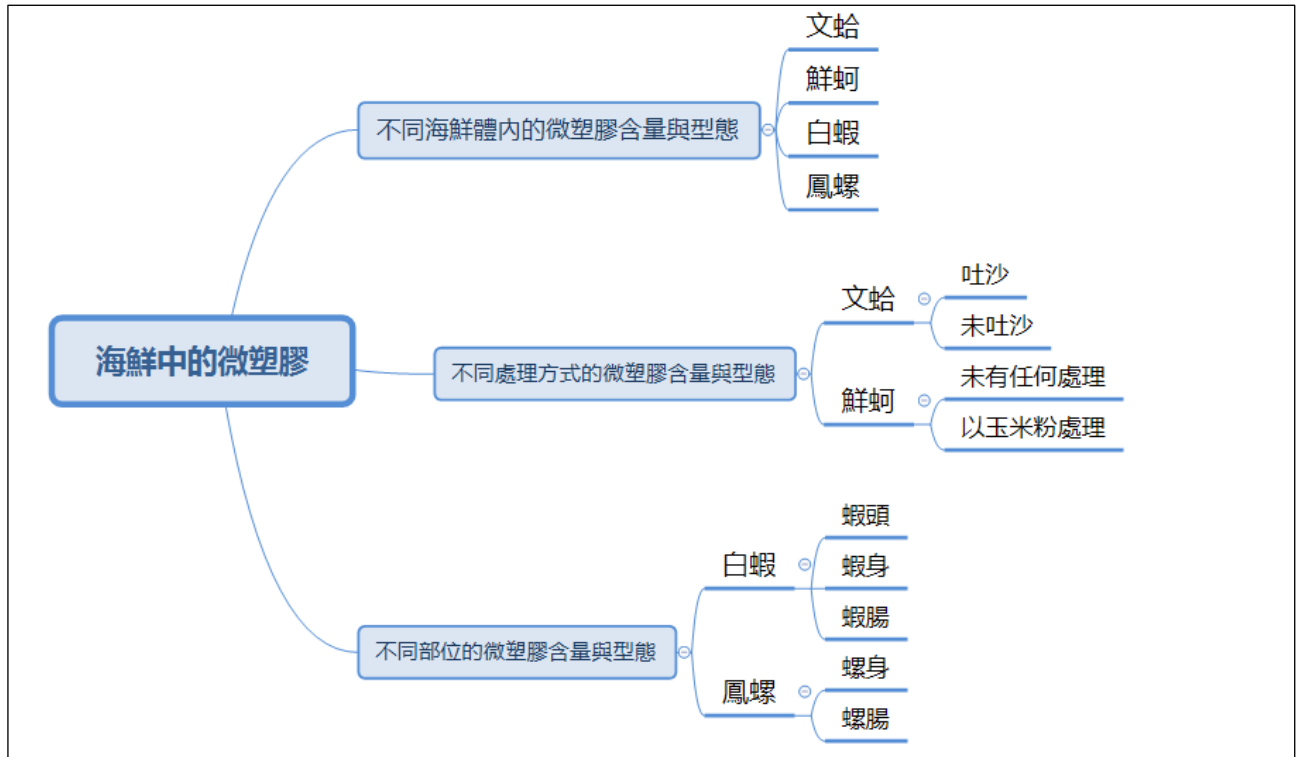 海鮮中的微塑膠
不同海鮮體內的微塑膠含量與型態
文蛤
鮮蚵
白蝦
鳳螺
不同處理方式的微塑膠含量與型態
文蛤
吐沙
未吐沙
鮮蚵
未有任何處理
以玉米粉處理
不同部位的微塑膠含量與型態
白蝦
蝦頭
蝦身
蝦腸
鳳螺
螺身
螺腸